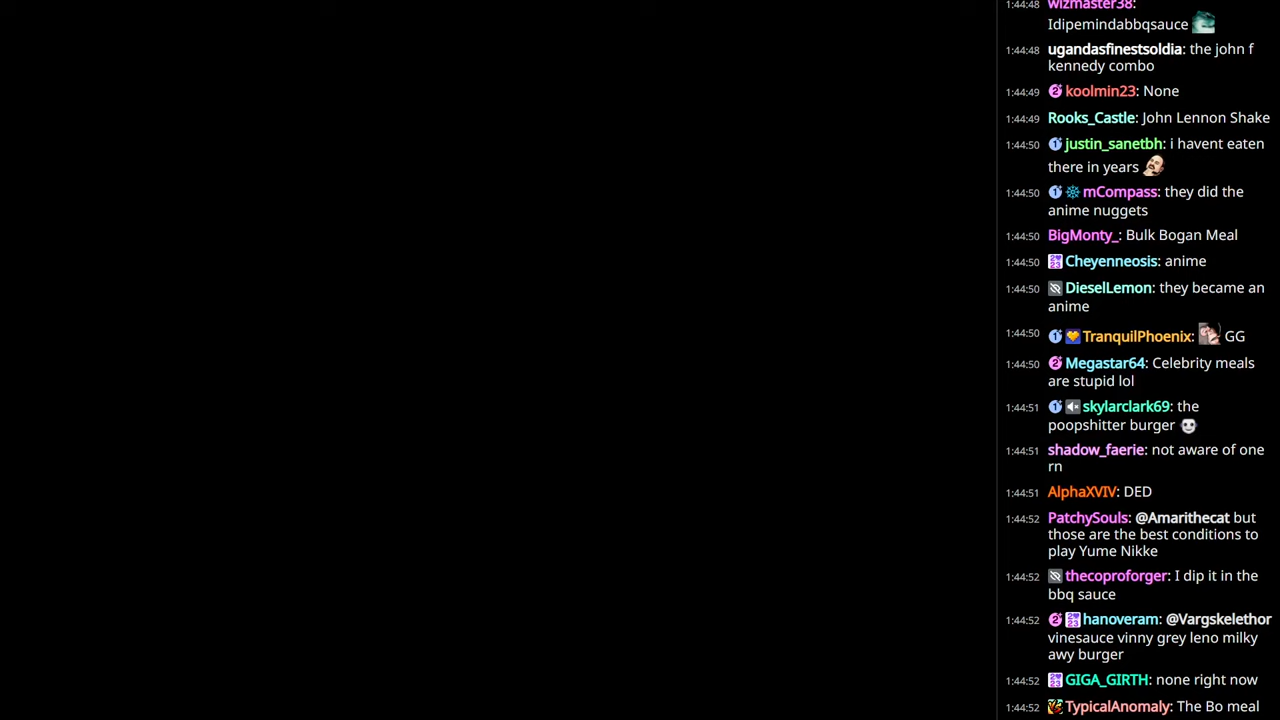 1:44:48 wizmaster38:
Idipemindabbqsauce
1:44:48 ugandasfinestsoldia: the john f
kennedy combo
1:44:49 koolmin23: None
1:44:49 Rooks_Castle: John Lennon Shake
1:44:50 justin_sanetbh: i havent eaten
there in years
1:44:50 mCompass: they did the
anime nuggets
1:44:50 BigMonty_: Bulk Bogan Meal
1:44:50 Cheyenneosis: anime
1:44:50 DieselLemon: they became an
anime
1:44:50 TranquilPhoenix: GG
1:44:50 Megastar64: Celebrity meals
are stupid lol
1:44:51 skylarclark69: the
poopshitter burger
1:44:51 shadow_faerie: not aware of one
rn
1:44:51 AlphaXVIV: DED
1:44:52 PatchySouls: @Amarithecat but
those are the best conditions to
play Yume Nikke
1:44:52 thecoproforger: I dip it in the
bbq sauce
1:44:52 hanoveram: @Vargskelethor
vinesauce vinny grey leno milky
awy burger
1:44:52 GIGA_GIRTH: none right now
1:44:52 TypicalAnomaly: The Bo meal